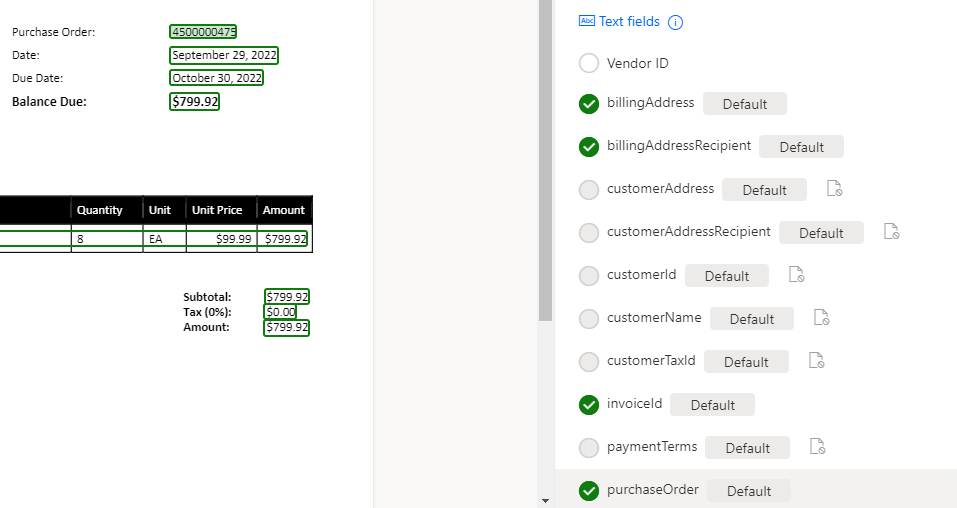 Purchase Order: 4500000475
Date: September 29, 2022
Due Date: October 30, 2022
Balance Due: $799.92
Quantity Unit Unit Price Amount
8 EA $99.99 $799.92
Subtotal: $799.92
Tax (0%): $0.00
Amount: $799.92
Abc Text fields i
Vendor ID
billingAddress Default
billingAddressRecipient Default
customerAddress Default
customerAddressRecipient Default
customerId Default
customerName Default
customerTaxId Default
invoiceId Default
paymentTerms Default
purchaseOrder Default